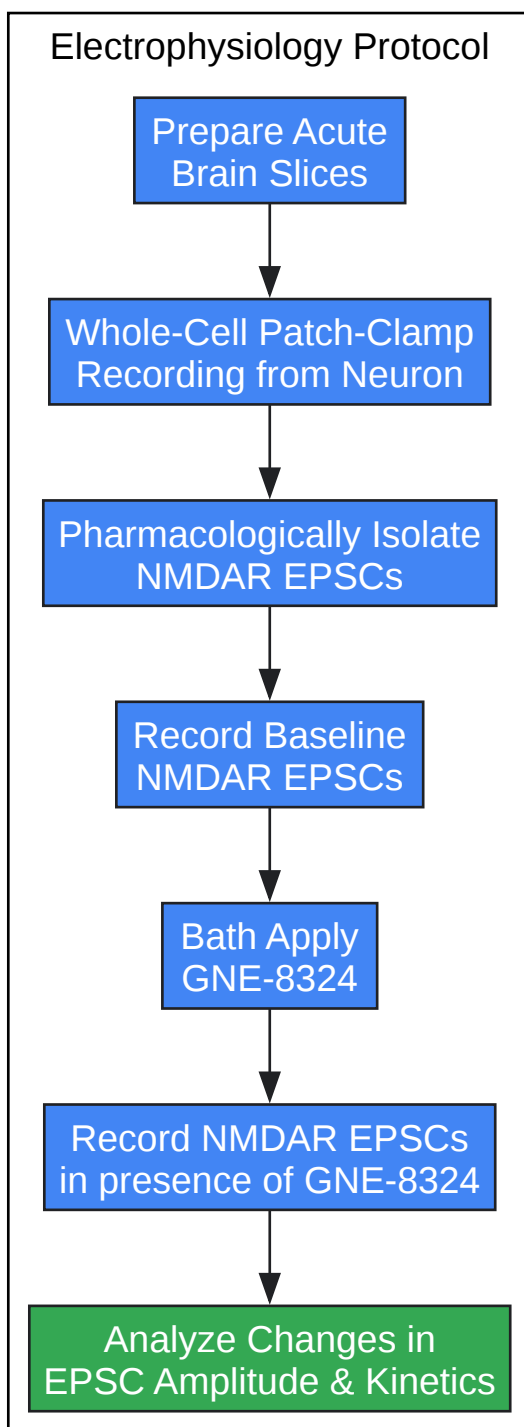 Electrophysiology Protocol
Prepare Acute
Brain Slices
Whole-Cell Patch-Clamp
Recording from Neuron
Pharmacologically Isolate
NMDAR EPSCs
Record Baseline
NMDAR EPSCs
Bath Apply
GNE-8324
Record NMDAR EPSCs
in presence of GNE-8324
Analyze Changes in
EPSC Amplitude & Kinetics